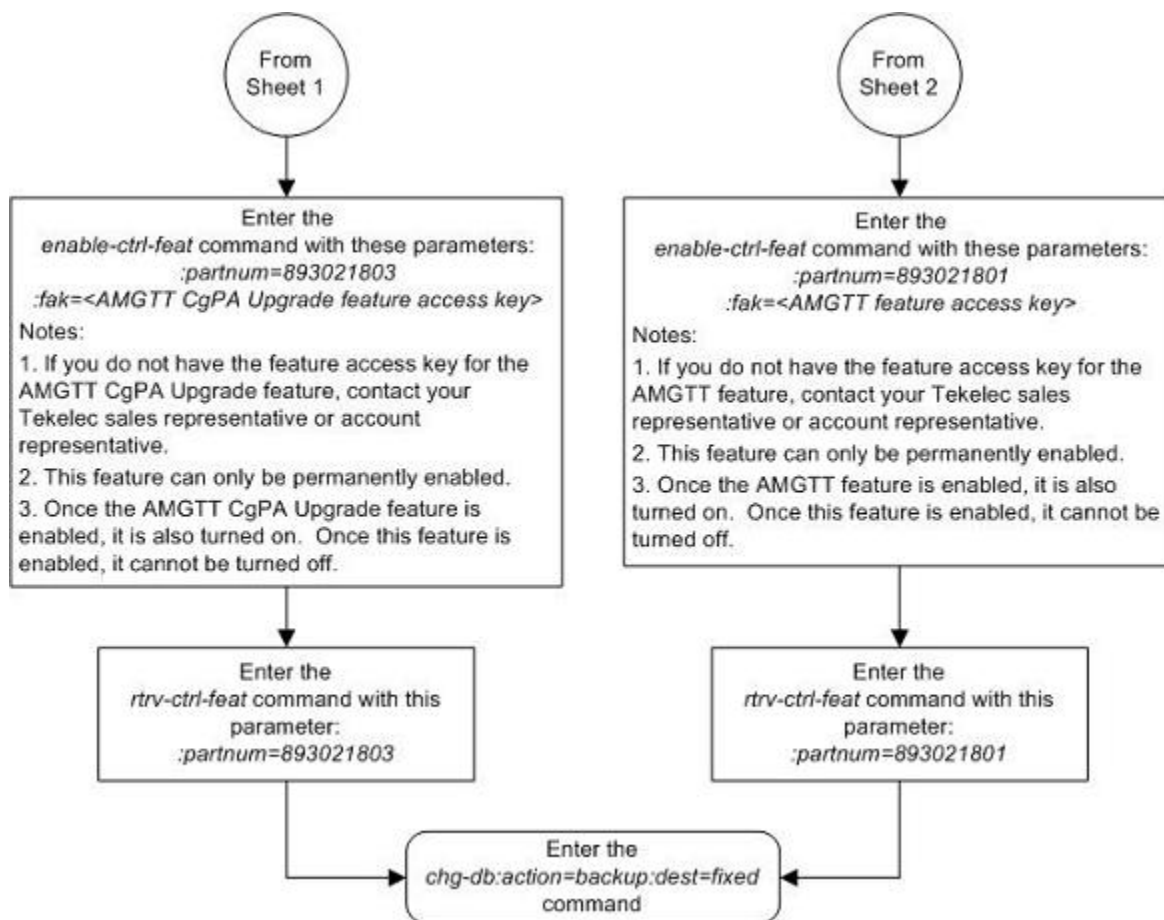 From
Sheet 1
Enter the
enable-ctrl-feat command with these parameters:
:partnum=893021803
:fak=<AMGTT CgPA Upgrade feature access key>
Notes:
1. If you do not have the feature access key for the
AMGTT CgPA Upgrade feature, contact your
Tekelec sales representative or account
representative.
2. This feature can only be permanently enabled.
3. Once the AMGTT CgPA Upgrade feature is
enabled, it is also turned on.  Once this feature is
enabled, it cannot be turned off.
Enter the
rtrv-ctrl-feat command with this
parameter:
:partnum=893021803
From
Sheet 2
Enter the
enable-ctrl-feat command with these parameters:
:partnum=893021801
:fak=<AMGTT feature access key>
Notes:
1. If you do not have the feature access key for the
AMGTT feature, contact your Tekelec sales
representative or account representative.
2. This feature can only be permanently enabled.
3. Once the AMGTT feature is enabled, it is also
turned on.  Once this feature is enabled, it cannot be
turned off.
Enter the
rtrv-ctrl-feat command with this
parameter:
:partnum=893021801
Enter the
chg-db:action=backup:dest=fixed
command